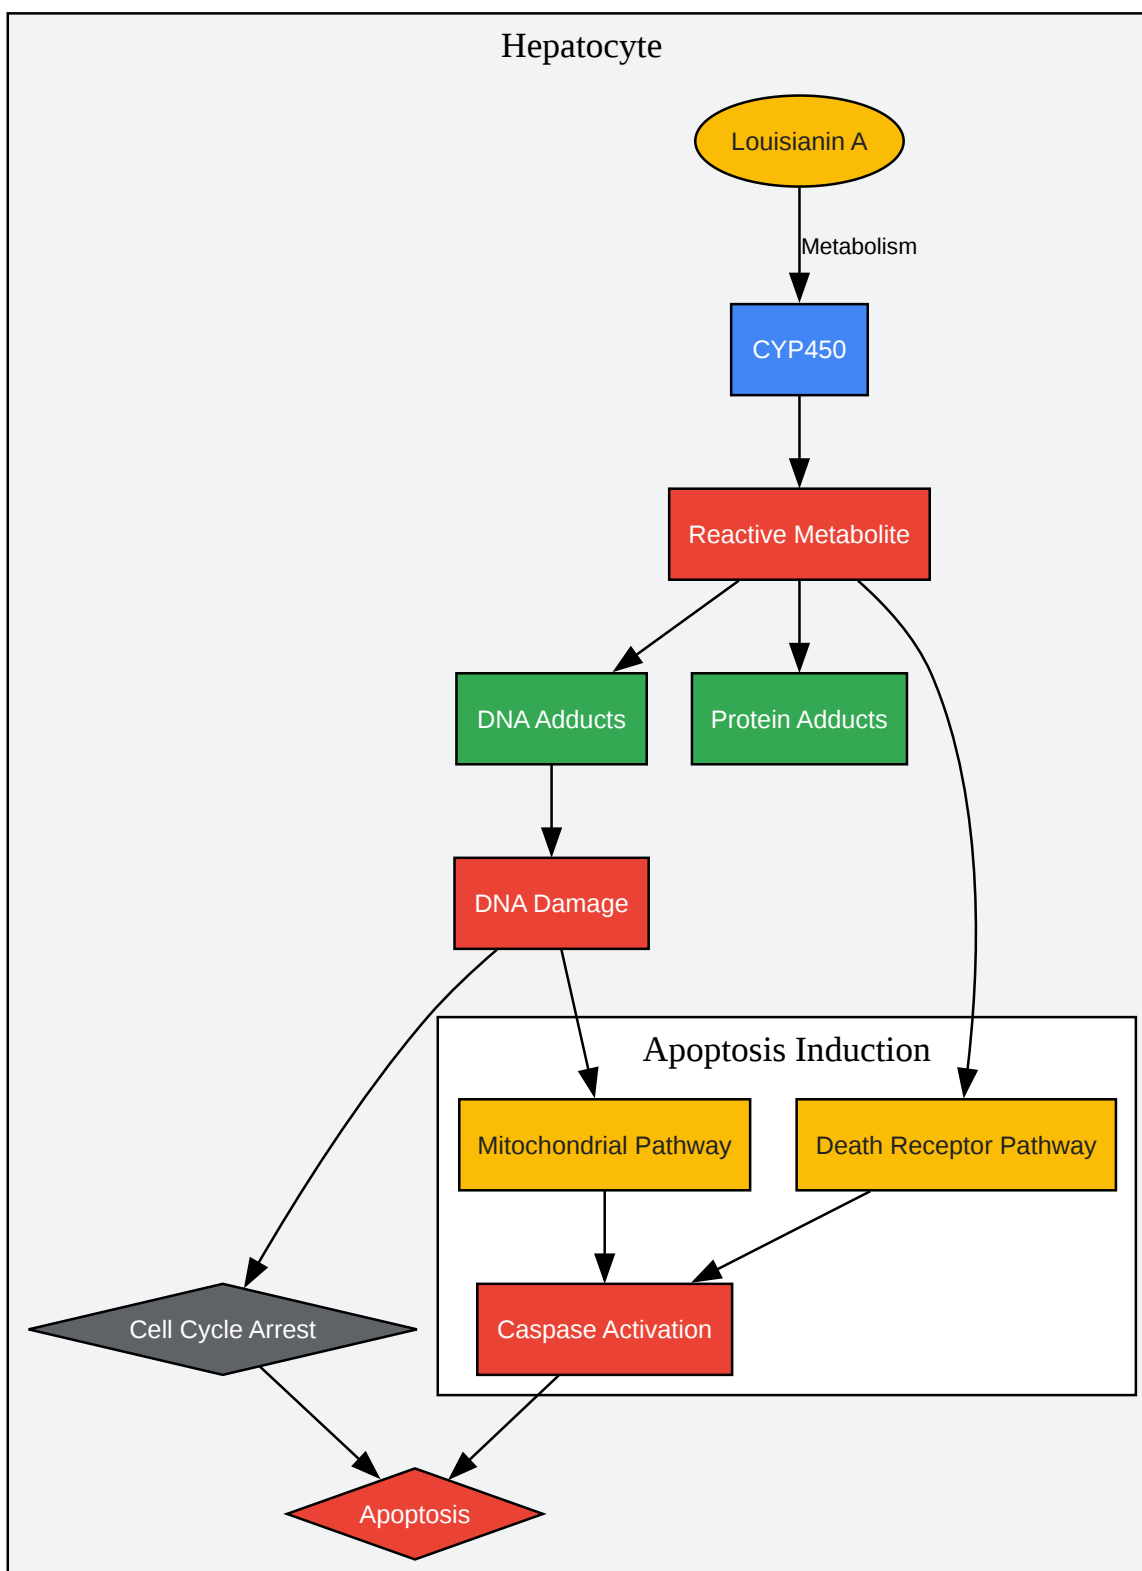 Hepatocyte
Louisianin A
Metabolism
CYP450
Reactive Metabolite
DNA Adducts
Protein Adducts
DNA Damage
Apoptosis Induction
Mitochondrial Pathway
Death Receptor Pathway
Cell Cycle Arrest
Caspase Activation
Apoptosis